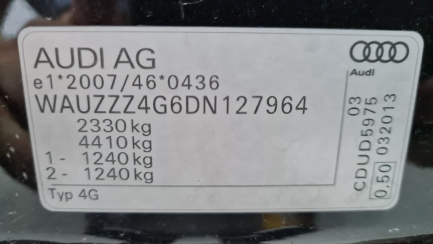 AUDI AG
e1*2007/46*0436
WAUZZZ4G6DN127964
2330kg
4410kg
1- 1240kg
2- 1240kg
Typ 4G
Audi
CDUD5975 03
0,50 032013